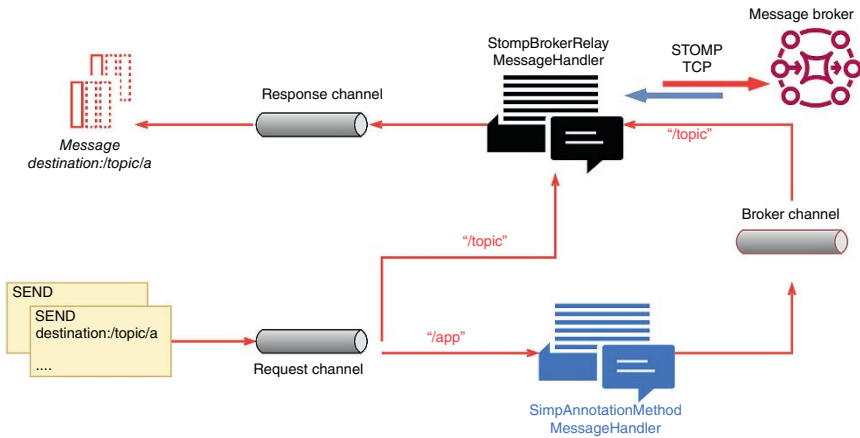 Message broker
StompBrokerRelay
MessageHandler
STOMP
TCP
Response channel
Message
destination:/topic/a
"/topic"
"/topic"
Broker channel
SEND
SEND
destination:/topic/a
....
Request channel
"/app"
SimpAnnotationMethod
MessageHandler